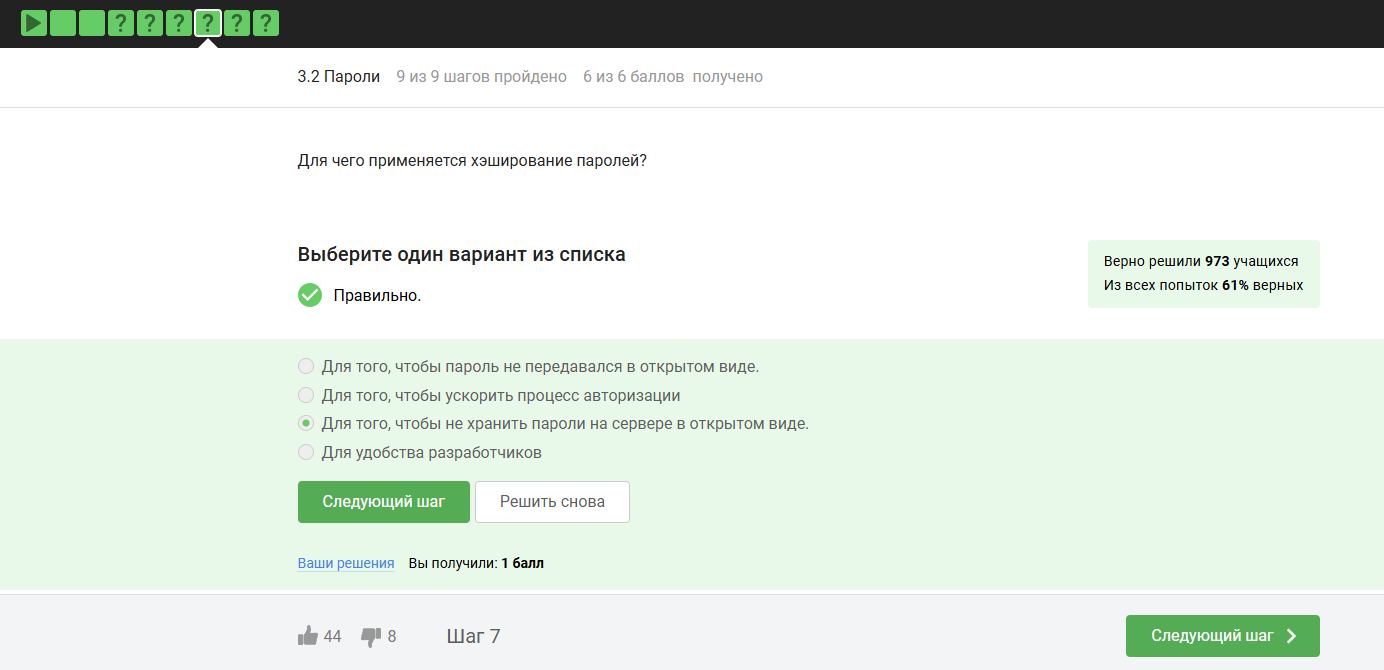 ? ? ? ? ? ?
3.2 Пароли 9 из 9 шагов пройдено 6 из 6 баллов получено
Для чего применяется хэширование паролей?
Выберите один вариант из списка
Правильно.
Верно решили 973 учащихся
Из всех попыток 61% верных
Для того, чтобы пароль не передавался в открытом виде.
Для того, чтобы ускорить процесс авторизации
Для того, чтобы не хранить пароли на сервере в открытом виде.
Для удобства разработчиков
Следующий шаг Решить снова
Ваши решения Вы получили: 1 балл
44 8 Шаг 7 Следующий шаг